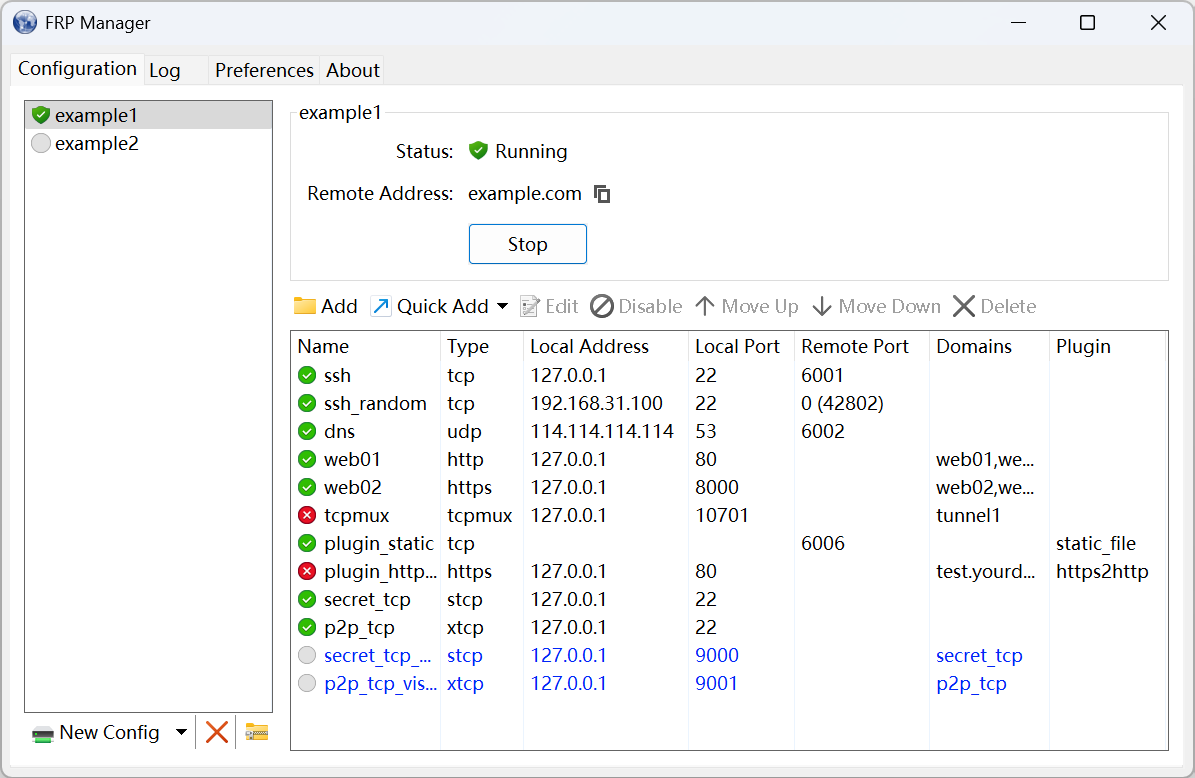 FRP Manager
Configuration Log Preferences About
example1
example2
example1
Status: Running
Remote Address: example.com
Stop
Add Quick Add Edit Disable Move Up Move Down Delete
Name Type Local Address Local Port Remote Port Domains Plugin
ssh tcp 127.0.0.1 22 6001
ssh_random tcp 192.168.31.100 22 0 (42802)
dns udp 114.114.114.114 53 6002
web01 http 127.0.0.1 80 web01,we...
web02 https 127.0.0.1 8000 web02,we...
tcpmux tcpmux 127.0.0.1 10701 tunnel1
plugin_static tcp 6006 static_file
plugin_http... https 127.0.0.1 80 test.yourd... https2http
secret_tcp stcp 127.0.0.1 22
p2p_tcp xtcp 127.0.0.1 22
secret_tcp_... stcp 127.0.0.1 9000 secret_tcp
p2p_tcp_vis... xtcp 127.0.0.1 9001 p2p_tcp
New Config